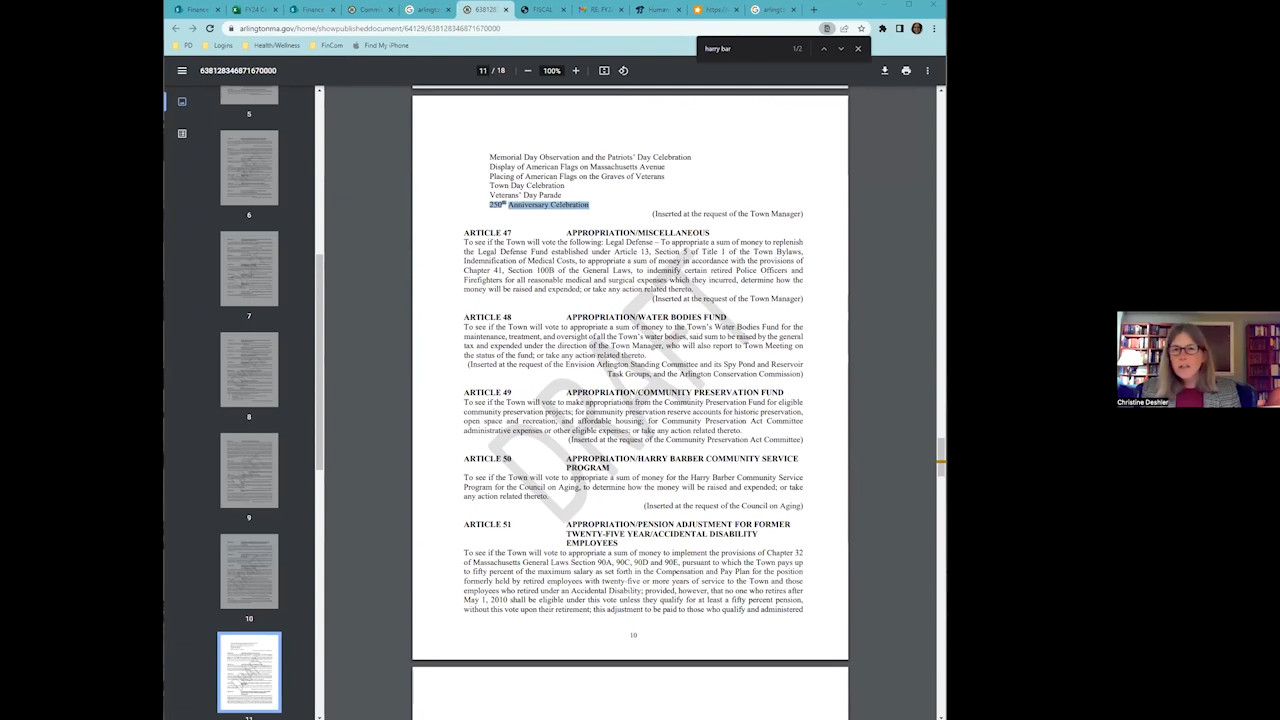 Finance
FY24 C
Finance
Commi
arlingto
638128
FISCAL
RE: FY2
Human
https://
arlingto
arlingtonma.gov/home/showpublisheddocument/64129/638128346871670000
PD
Logins
Health/Wellness
FinCom
Find My iPhone
harry bar
1/2
638128346871670000
11 / 18
100%
5
6
7
8
9
10
11
Memorial Day Observation and the Patriots' Day Celebration
Display of American Flags on Massachusetts Avenue
Placing of American Flags on the Graves of Veterans
Town Day Celebration
Veterans' Day Parade
250th Anniversary Celebration
(Inserted at the request of the Town Manager)
ARTICLE 47 APPROPRIATION/MISCELLANEOUS
To see if the Town will vote the following: Legal Defense – To appropriate a sum of money to replenish
the Legal Defense Fund established under Article 13, Section 5 of Title 1 of the Town Bylaws,
Indemnification of Medical Costs, to appropriate a sum of money in accordance with the provisions of
Chapter 41, Section 100B of the General Laws, to indemnify certain retired Police Officers and
Firefighters for all reasonable medical and surgical expenses which they incurred, determine how the
money will be raised and expended; or take any action related thereto.
(Inserted at the request of the Town Manager)
ARTICLE 48 APPROPRIATION/WATER BODIES FUND
To see if the Town will vote to appropriate a sum of money to the Town's Water Bodies Fund for the
maintenance, treatment, and oversight of all the Town's water bodies, said sum to be raised by the general
tax and expended under the direction of the Town Manager, who will also report to Town Meeting on
the status of the fund; or take any action related thereto.
(Inserted at the request of the Envision Arlington Standing Committee and its Spy Pond and Reservoir
Task Groups, and the Arlington Conservation Commission)
ARTICLE 49 APPROPRIATION/COMMUNITY PRESERVATION FUND
To see if the Town will vote to make appropriations from the Community Preservation Fund for eligible
community preservation projects; for community preservation reserve accounts for historic preservation,
open space and recreation, and affordable housing; for Community Preservation Act Committee
administrative expenses or other eligible expenses; or take any action related thereto.
(Inserted at the request of the Community Preservation Act Committee)
ARTICLE 50 APPROPRIATION/HARRY BARBER COMMUNITY SERVICE
PROGRAM
To see if the Town will vote to appropriate a sum of money for the Harry Barber Community Service
Program for the Council on Aging, to determine how the money will be raised and expended; or take
any action related thereto.
(Inserted at the request of the Council on Aging)
ARTICLE 51 APPROPRIATION/PENSION ADJUSTMENT FOR FORMER
TWENTY-FIVE YEAR/ACCIDENTAL DISABILITY
EMPLOYEES
To see if the Town will vote to appropriate a sum of money to implement the provisions of Chapter 32
of Massachusetts General Laws Section 90A, 90C, 90D and 90E, pursuant to which the Town pays up
to fifty percent of the maximum salary as set forth in the Compensation and Pay Plan for the position
formerly held by retired employees with twenty-five or more years of service to the Town and those
employees who retired under an Accidental Disability; provided, however, that no one who retires after
May 1, 2010 shall be eligible under this vote unless they qualify for at least a fifty percent pension,
without this vote upon their retirement; this adjustment to be paid to those who qualify and administered
10
DRAFT
Christine Deshler